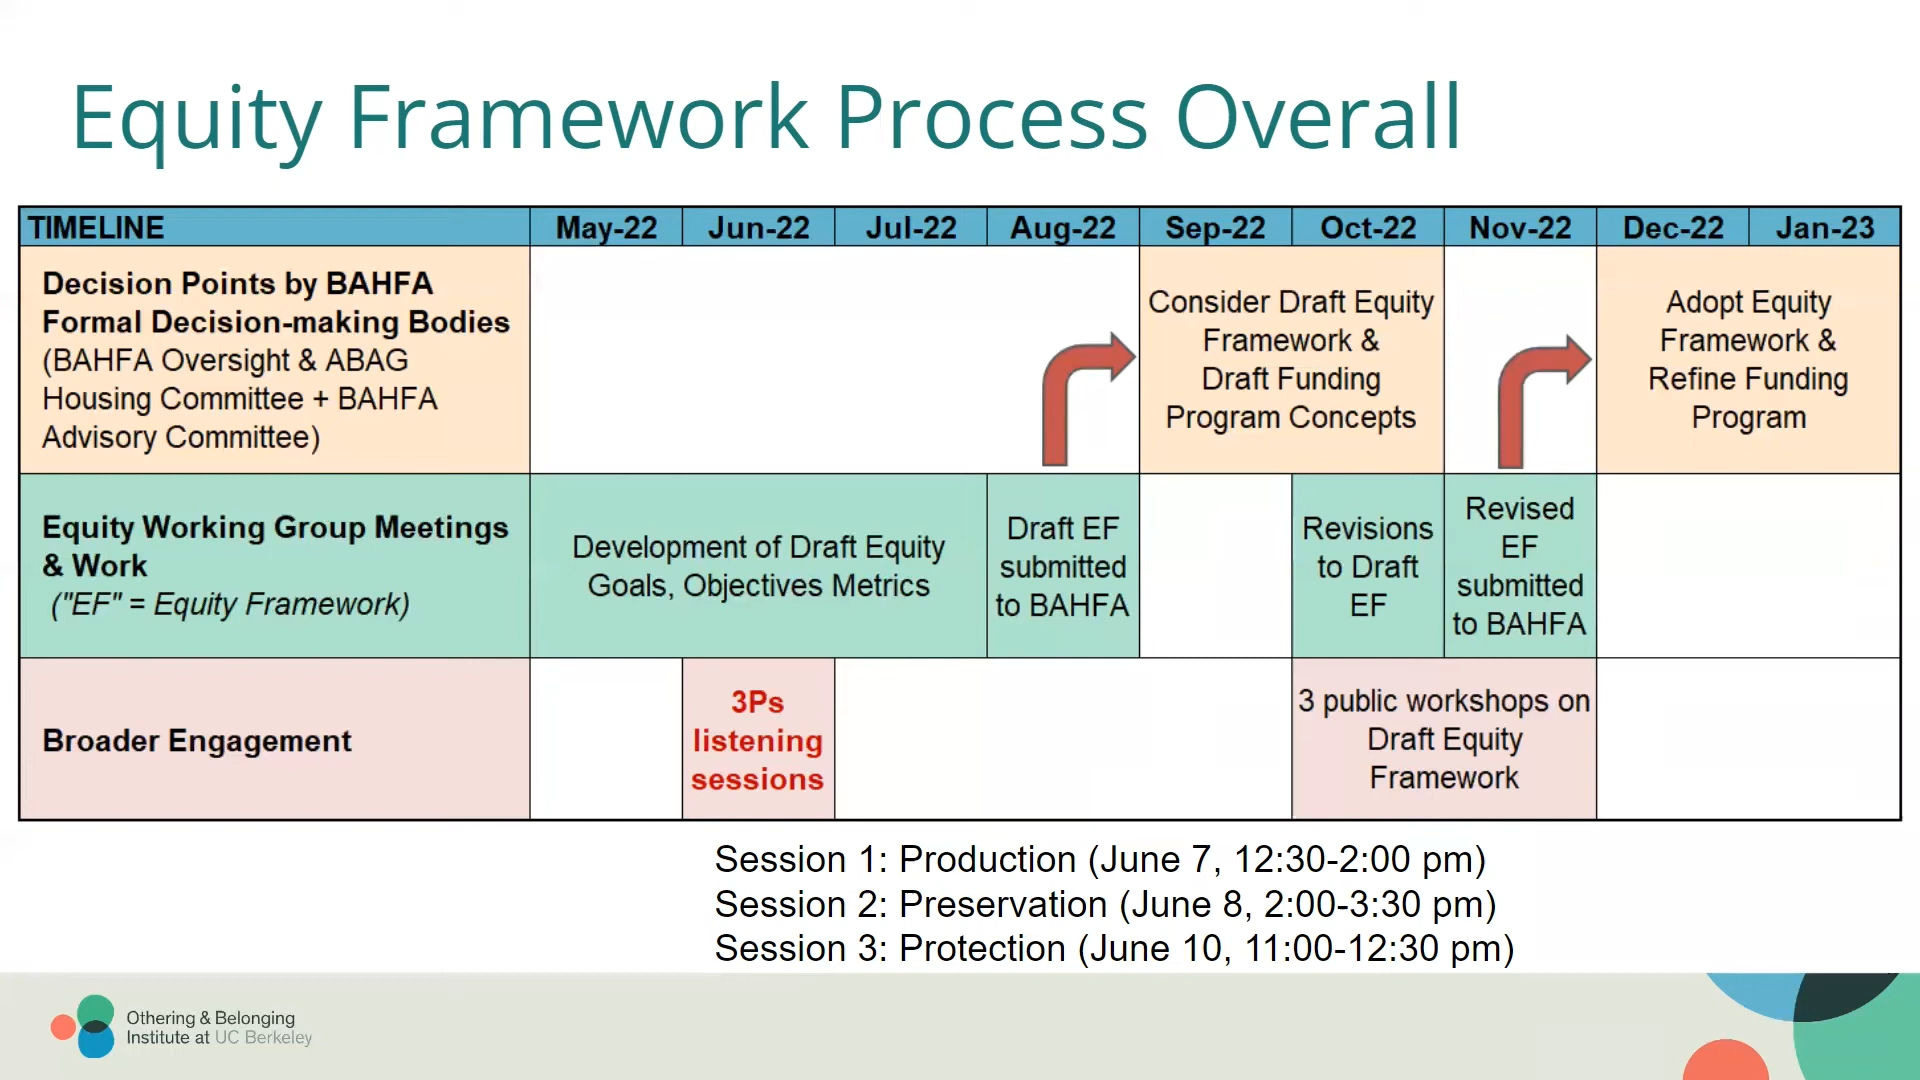 Equity Framework Process Overall
TIMELINE May-22 Jun-22 Jul-22 Aug-22 Sep-22 Oct-22 Nov-22 Dec-22 Jan-23
Decision Points by BAHFA
Formal Decision-making Bodies
(BAHFA Oversight & ABAG
Housing Committee + BAHFA
Advisory Committee)
Consider Draft Equity
Framework &
Draft Funding
Program Concepts
Adopt Equity
Framework &
Refine Funding
Program
Equity Working Group Meetings
& Work
("EF" = Equity Framework)
Development of Draft Equity
Goals, Objectives Metrics
Draft EF
submitted
to BAHFA
Revisions
to Draft
EF
Revised
EF
submitted
to BAHFA
Broader Engagement
3Ps
listening
sessions
3 public workshops on
Draft Equity
Framework
Session 1: Production (June 7, 12:30-2:00 pm)
Session 2: Preservation (June 8, 2:00-3:30 pm)
Session 3: Protection (June 10, 11:00-12:30 pm)
Othering & Belonging
Institute at UC Berkeley